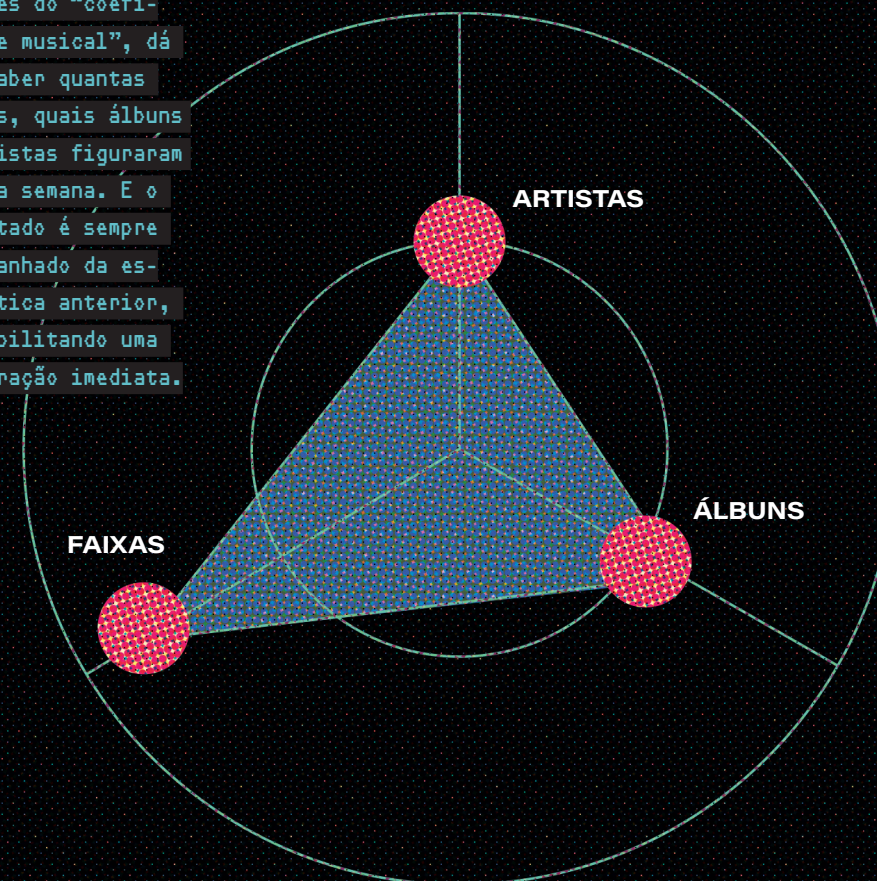 es do “coefi-
e musical”, dá
aber quantas
s, quais álbuns
istas figuraram
a semana. E o
tado é sempre
anhado da es-
tica anterior,
bilitando uma
ração imediata.
ARTISTAS
ÁLBUNS
FAIXAS